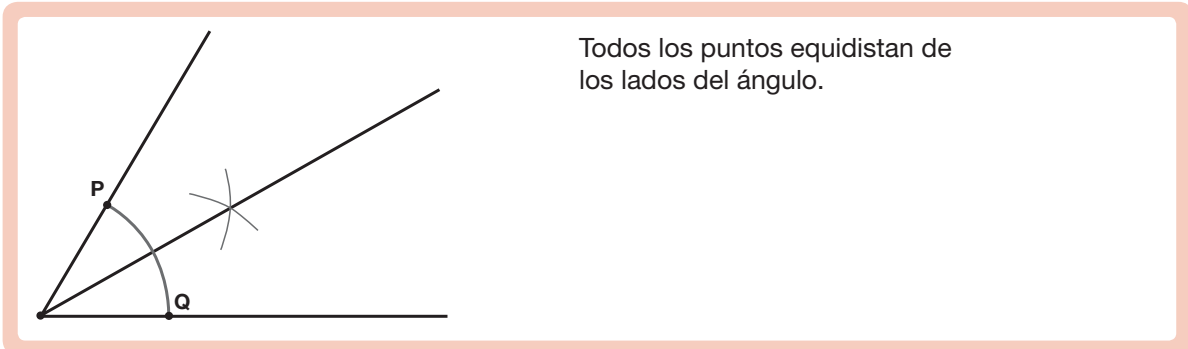 Todos los puntos equidistan de
los lados del ángulo.
P
Q